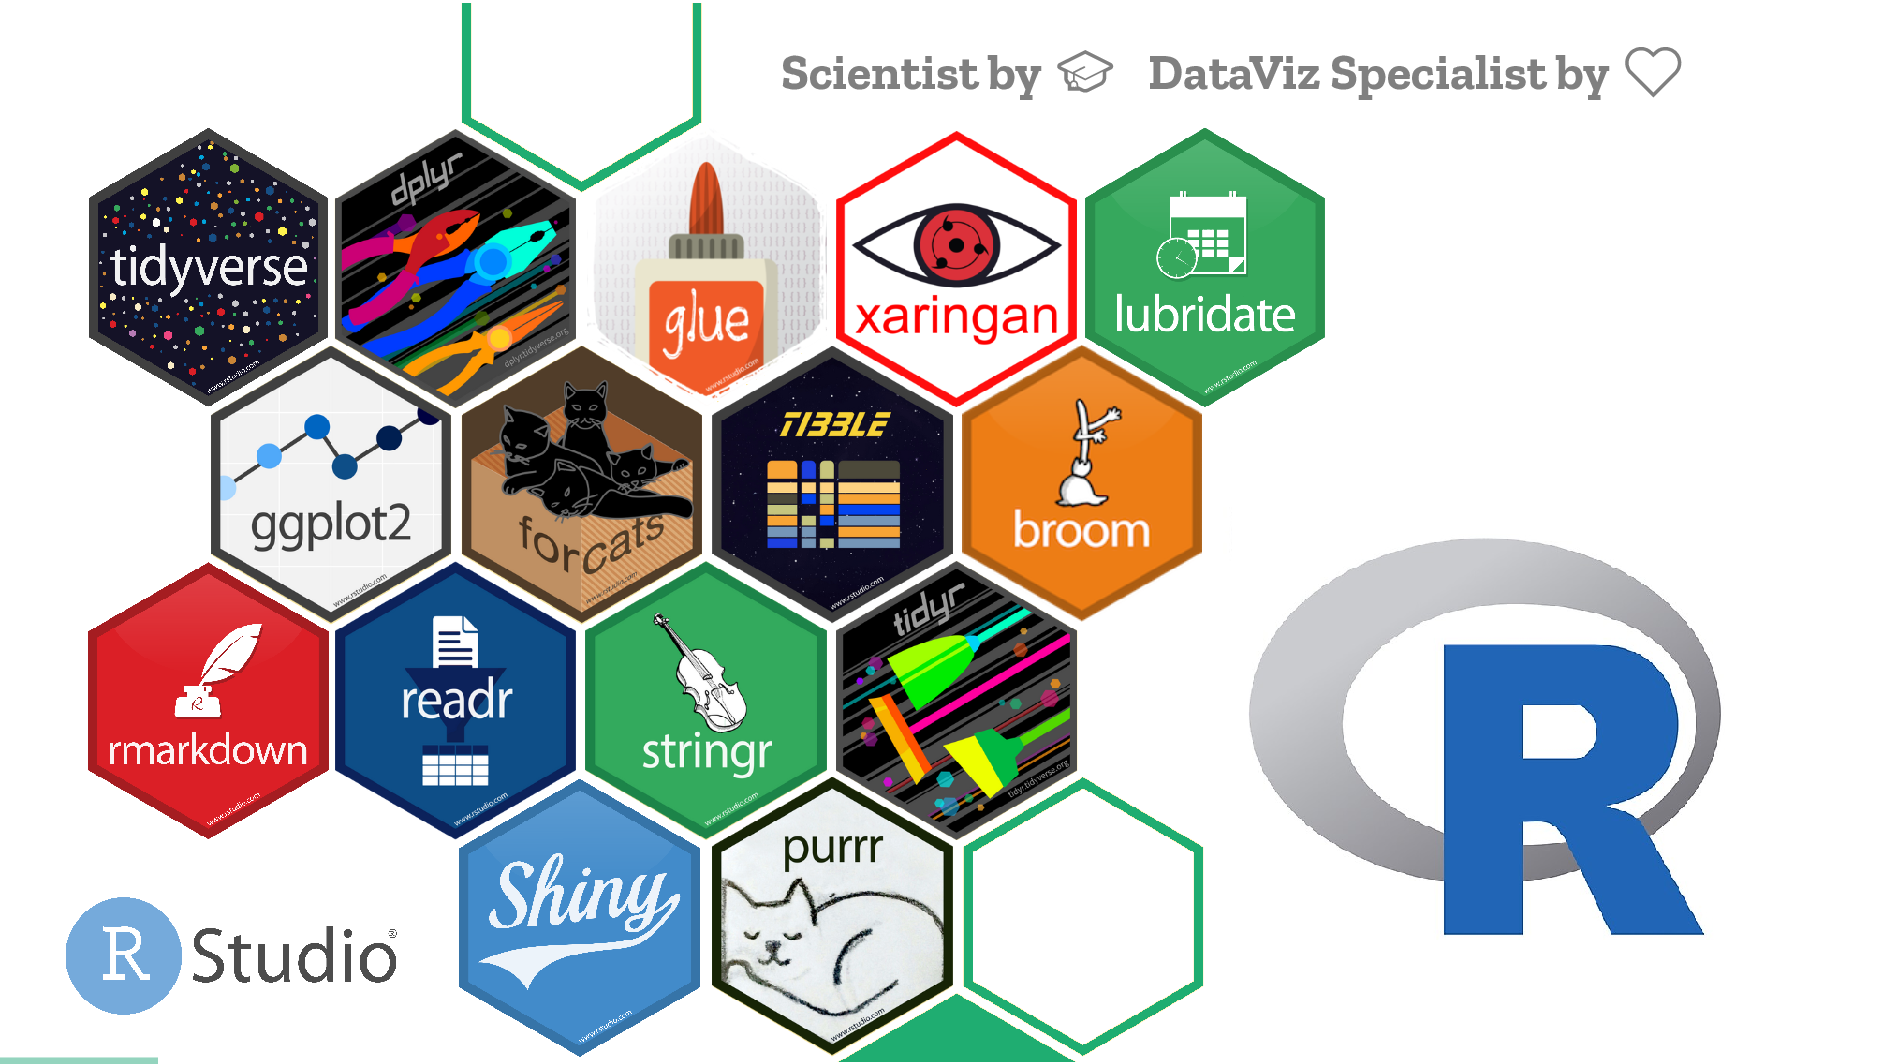 Scientist by DataViz Specialist by
tidyverse
www.rstudio.com
dplyr
dplyr.tidyverse.org
glue
www.rstudio.com
xaringan
lubridate
www.rstudio.com
ggplot2
www.rstudio.com
forcats
www.rstudio.com
TIBBLE
www.rstudio.com
broom
rmarkdown
www.rstudio.com
readr
www.rstudio.com
stringr
www.rstudio.com
tidyr
tidyr.tidyverse.org
Shiny
www.rstudio.com
purrr
www.rstudio.com
R Studio®
R